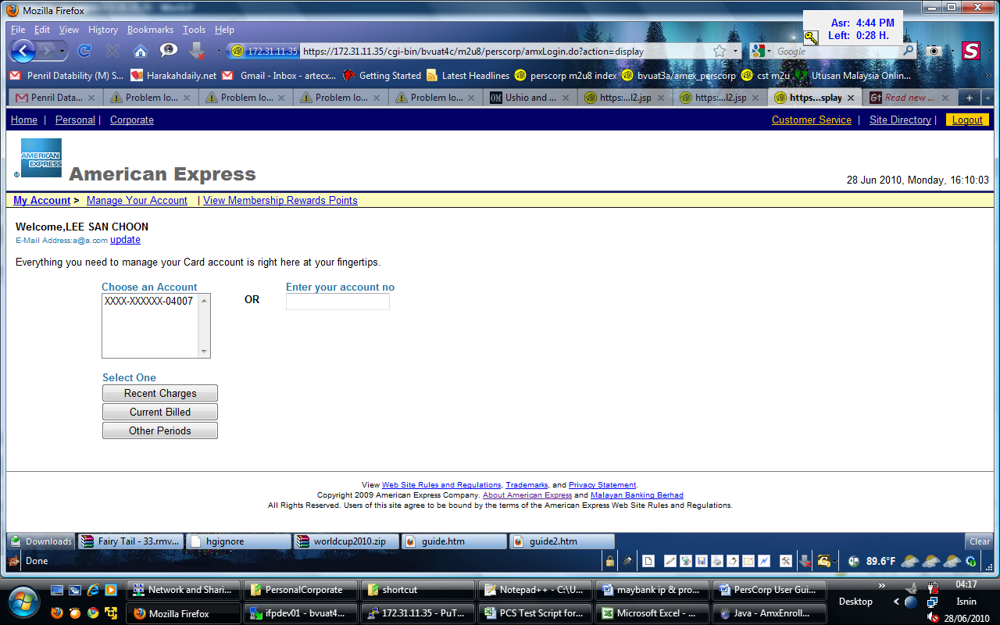 Mozilla Firefox
Asr: 4:44 PM
Left: 0:28 H.
File Edit View History Bookmarks Tools Help
172.31.11.35 https://172.31.11.35/cgi-bin/bvuat4c/m2u8/perscorp/amxLogin.do?action=display
Google
Penril Datability (M) S... Harakahdaily.net Gmail - Inbox - artecx... Getting Started Latest Headlines perscorp m2u8 index bvuat3a/amex_perscorp cst m2u Utusan Malaysia Onlin...
Penril Data... Problem lo... Problem lo... Problem lo... Problem lo... OM Ushio and ... https:...l2.jsp https:...l2.jsp https...splay Read new ...
Home | Personal | Corporate
Customer Service | Site Directory | Logout
AMERICAN EXPRESS
®
American Express
28 Jun 2010, Monday, 16:10:03
My Account > Manage Your Account | View Membership Rewards Points
Welcome,LEE SAN CHOON
E-Mail Address:a@a.com update
Everything you need to manage your Card account is right here at your fingertips.
Choose an Account
XXXX-XXXXXX-04007
OR
Enter your account no
Select One
Recent Charges
Current Billed
Other Periods
View Web Site Rules and Regulations, Trademarks, and Privacy Statement.
Copyright 2009 American Express Company. About American Express and Malayan Banking Berhad
All Rights Reserved. Users of this site agree to be bound by the terms of the American Express Web Site Rules and Regulations.
Downloads Fairy Tail - 33.rmv... hgignore worldcup2010.zip guide.htm guide2.htm Clear
Done
89.6°F
Network and Shari... PersonalCorporate shortcut Notepad++ - C:\U... maybank ip & pro... PersCorp User Gui...
Mozilla Firefox ifpdev01 - bvuat4... 172.31.11.35 - PuT... PCS Test Script for... Microsoft Excel - ... Java - AmxEnroll...
Desktop
04:17
Isnin
28/06/2010